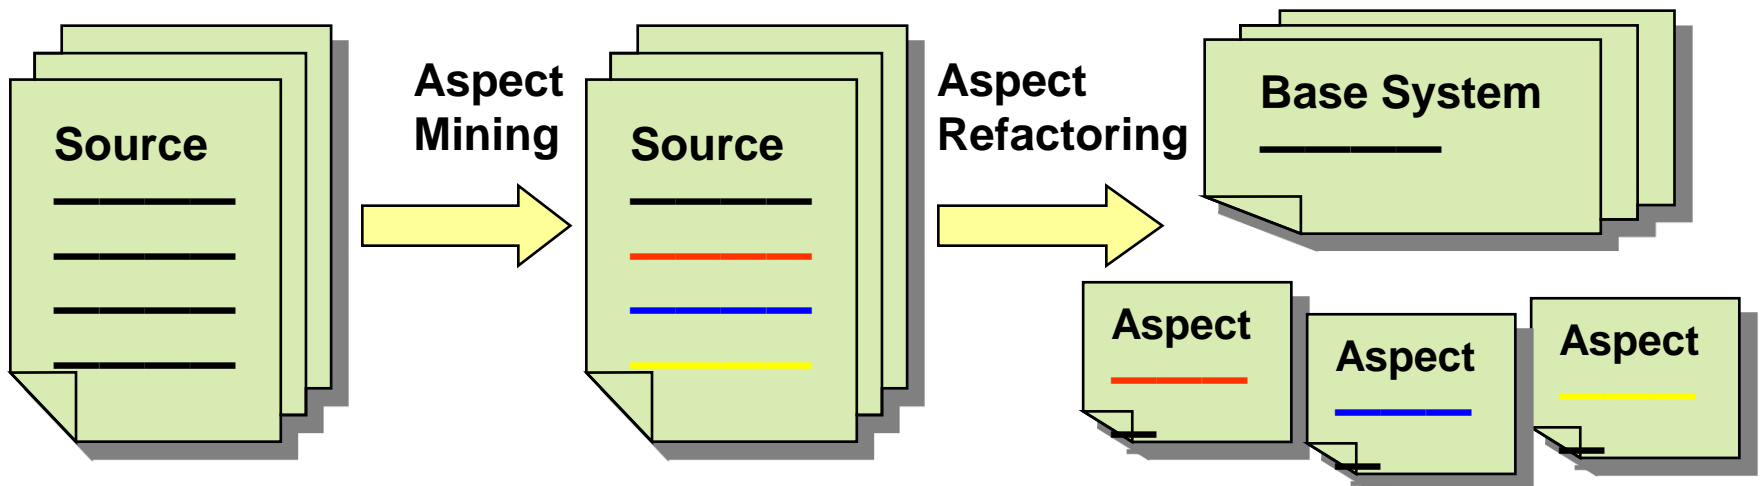 Source
Aspect
Mining
Source
Aspect
Refactoring
Base System
Aspect
Aspect
Aspect